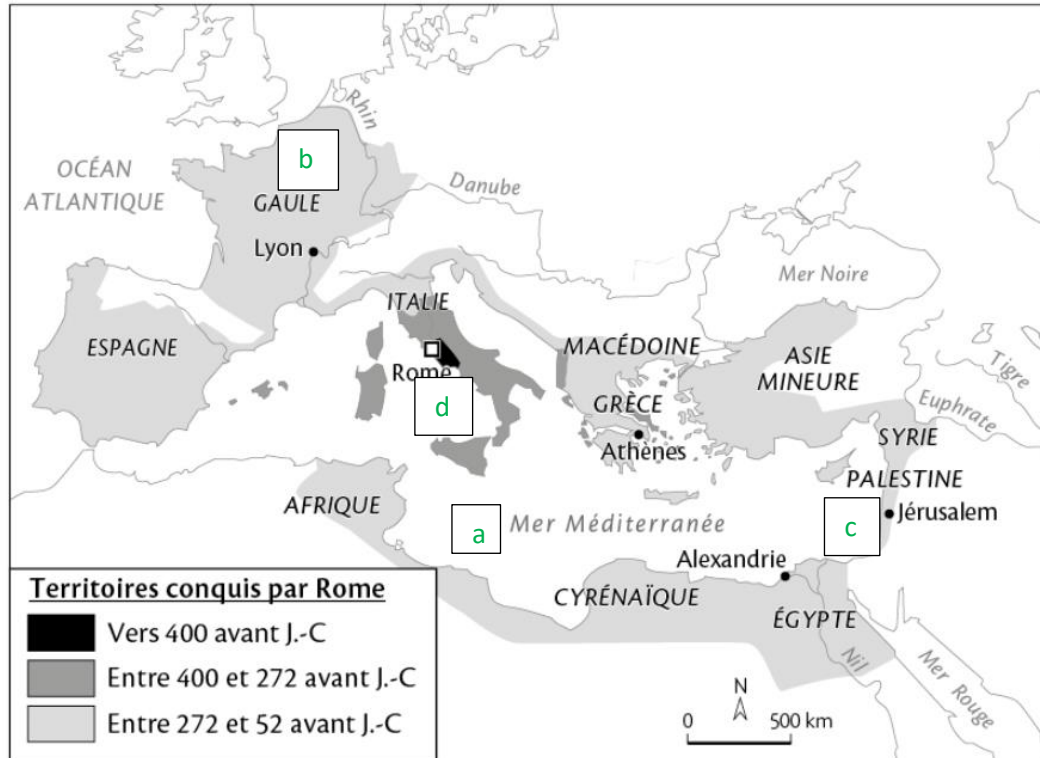 Rhin
b
OCÉAN
ATLANTIQUE
Danube
GAULE
Lyon
Mer Noire
ITALIE
ESPAGNE
MACÉDOINE
ASIE
MINEURE
Tigre
Rome
Euphrate
d
GRÈCE
SYRIE
Athènes
PALESTINE
AFRIQUE
Jérusalem
a
Mer Méditerranée
c
Alexandrie
CYRÉNAÏQUE
ÉGYPTE
Nil
Mer Rouge
Territoires conquis par Rome
Vers 400 avant J.-C
Entre 400 et 272 avant J.-C
Entre 272 et 52 avant J.-C
N
0 500 km